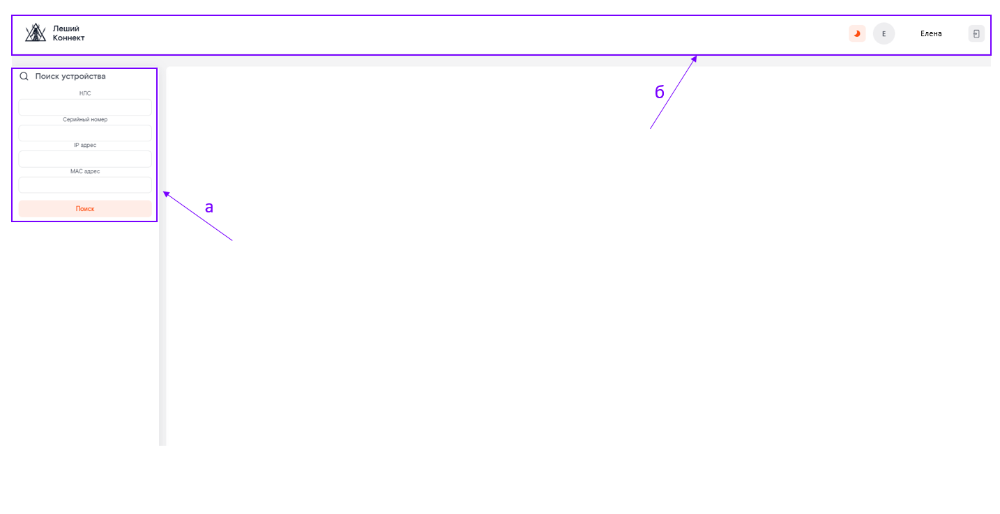 Леший
Коннект
Е
Елена
Поиск устройства
НЛС
Серийный номер
IP адрес
MAC адрес
Поиск
а
б